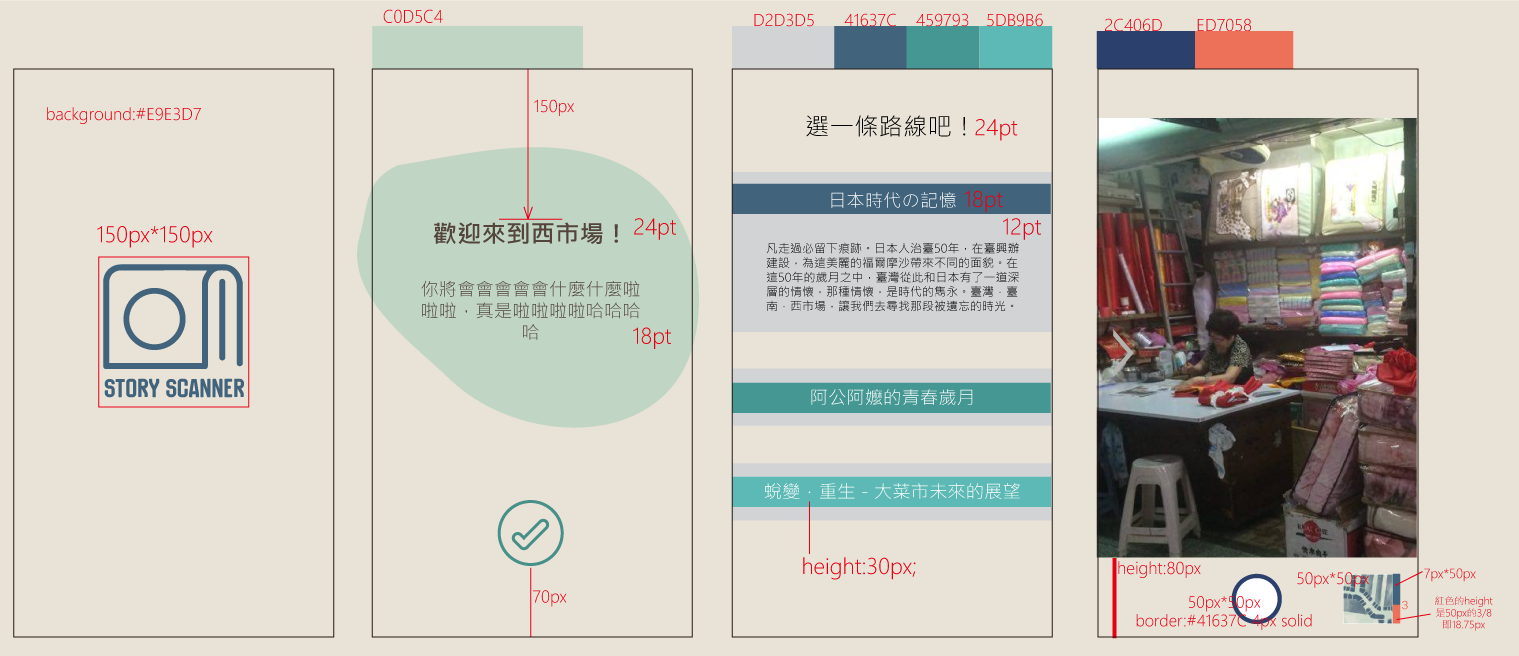 background:#E9E3D7
150px*150px
STORY SCANNER
C0D5C4
150px
歡迎來到西市場！
24pt
你將會會會會會什麼什麼啦
啦啦，真是啦啦啦啦哈哈哈
哈
18pt
70px
D2D3D5
41637C
459793
5DB9B6
選一條路線吧！24pt
日本時代の記憶 18pt
12pt
凡走過必留下痕跡。日本人治臺50年，在臺興辦
建設，為這美麗的福爾摩沙帶來不同的面貌。在
這50年的歲月之中，臺灣從此和日本有了一道深
層的情懷，那種情懷，是時代的雋永。臺灣．臺
南．西市場，讓我們去尋找那段被遺忘的時光。
阿公阿嬤的青春歲月
蛻變．重生－大菜市未來的展望
height:30px;
2C406D
ED7058
height:80px
50px*50px
border:#41637C 4px solid
50px*50px
7px*50px
3
紅色的height
是50px的3/8
即18.75px